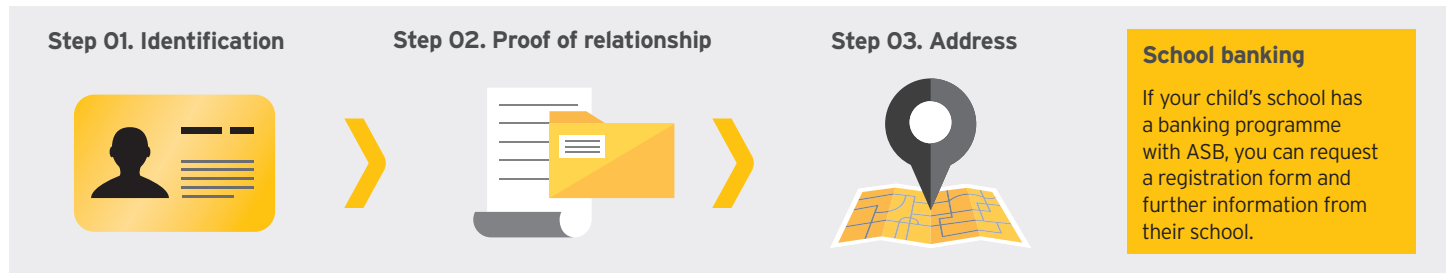 Step 01. Identification
Step 02. Proof of relationship
Step 03. Address
School banking
If your child’s school has
a banking programme
with ASB, you can request
a registration form and
further information from
their school.